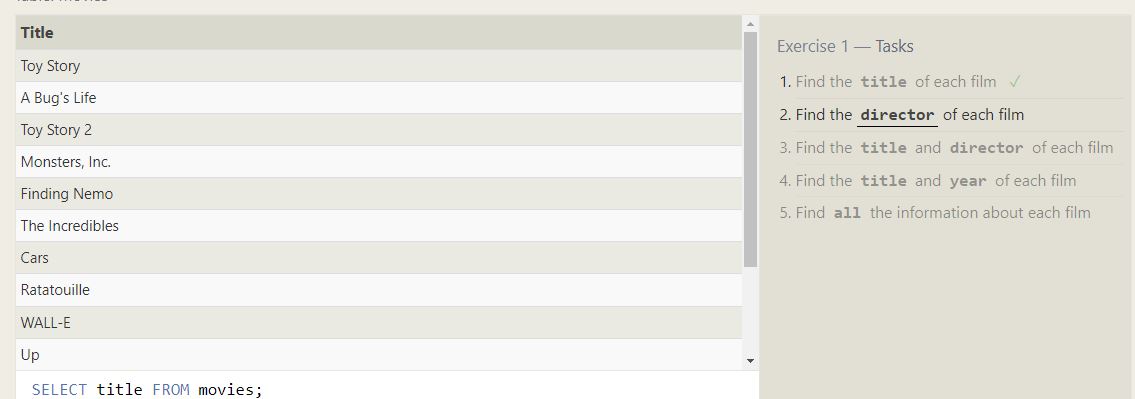 Table: movies
Title
Toy Story
A Bug's Life
Toy Story 2
Monsters, Inc.
Finding Nemo
The Incredibles
Cars
Ratatouille
WALL-E
Up
SELECT title FROM movies;
Exercise 1 — Tasks
1. Find the title of each film ✓
2. Find the director of each film
3. Find the title and director of each film
4. Find the title and year of each film
5. Find all the information about each film